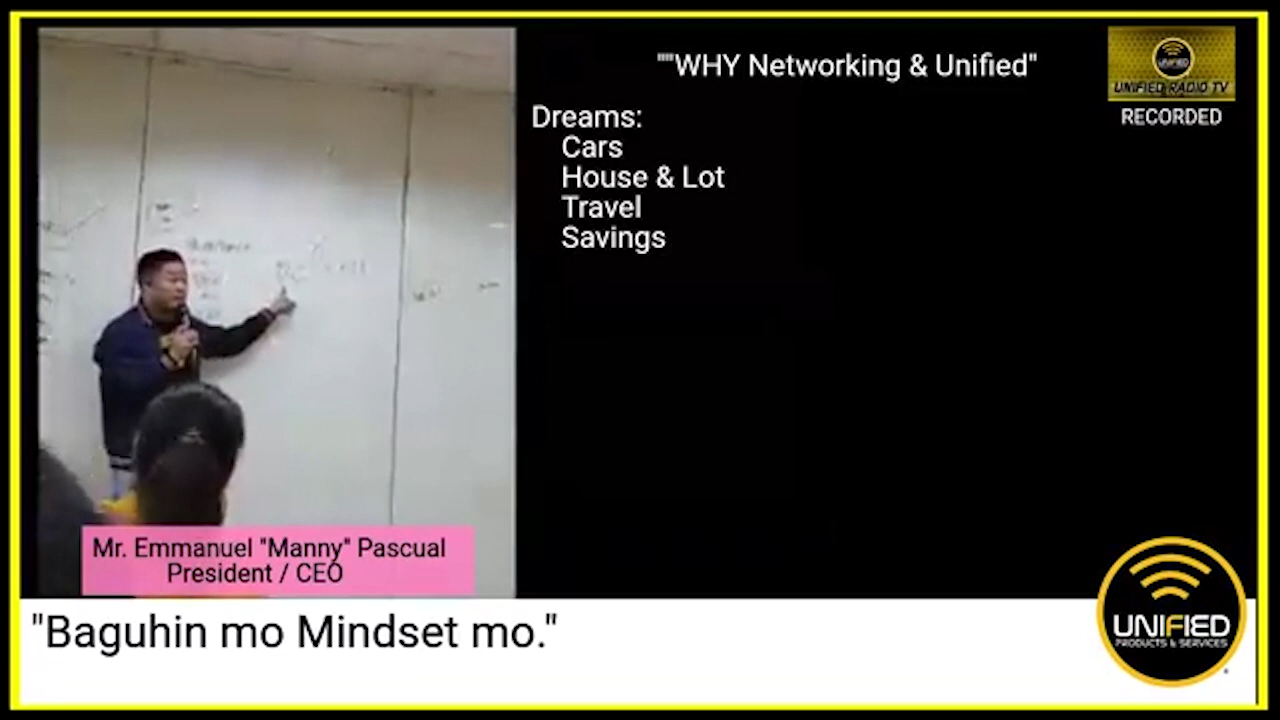 ""WHY Networking & Unified"
Dreams:
Cars
House & Lot
Travel
Savings
UNIFIED
UNIFIED RADIO TV
RECORDED
Mr. Emmanuel "Manny" Pascual
President / CEO
"Baguhin mo Mindset mo."
UNIFIED
PRODUCTS & SERVICES